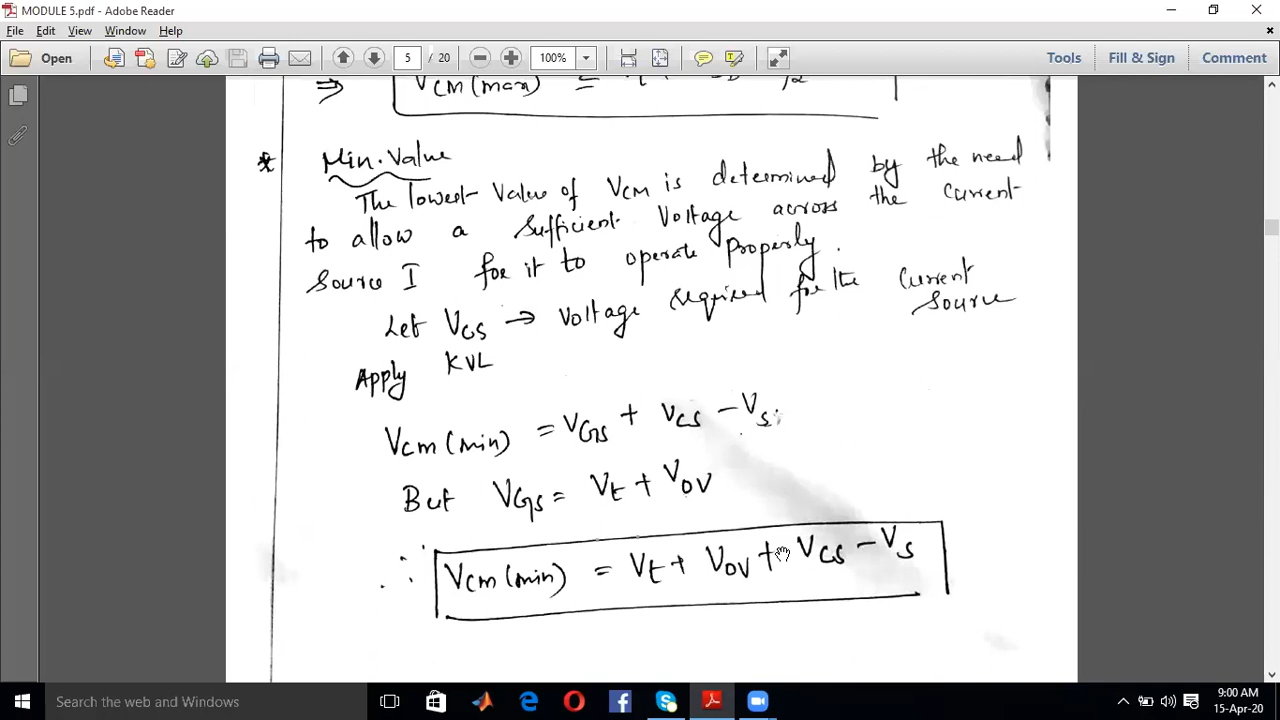 MODULE 5.pdf - Adobe Reader
File Edit View Window Help
Open 5 / 20 100% Tools Fill & Sign Comment
⇒ VCM(max)
* Min. Value
The lowest value of VCM is determined by the need
to allow a sufficient voltage across the current
source I for it to operate properly.
Let VCS → Voltage required for the current
source
Apply KVL
VCM(min) = VGS + VCS - VS
But VGS = Vt + VOV
∴ VCM(min) = Vt + VOV + VCS - VS
Search the web and Windows
9:00 AM
15-Apr-20